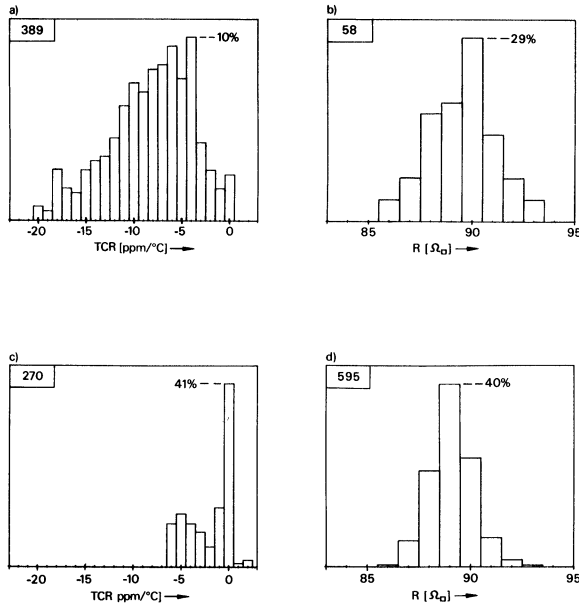 a)
389
10%
-20 -15 -10 -5 0
TCR [ppm/°C]
b)
58
29%
85 90 95
R [Ω□]
c)
270
41%
-20 -15 -10 -5 0
TCR ppm/°C]
d)
595
40%
85 90 95
R [Ω□]